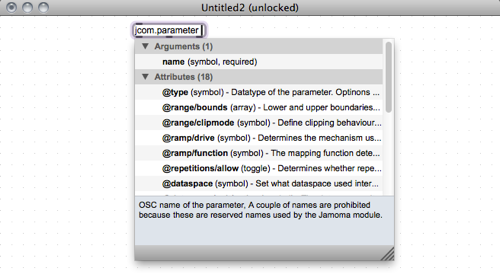 Untitled2 (unlocked)
jcom.parameter
Arguments (1)
name (symbol, required)
Attributes (18)
@type (symbol) - Datatype of the parameter. Optinons ...
@range/bounds (array) - Lower and upper boundaries...
@range/clipmode (symbol) - Define clipping behaviour...
@ramp/drive (symbol) - Determines the mechanism us...
@ramp/function (symbol) - The mapping function dete...
@repetitions/allow (toggle) - Determines whether repe...
@dataspace (symbol) - Set what dataspace used inter...
OSC name of the parameter, A couple of names are prohibited
because these are reserved names used by the Jamoma module.